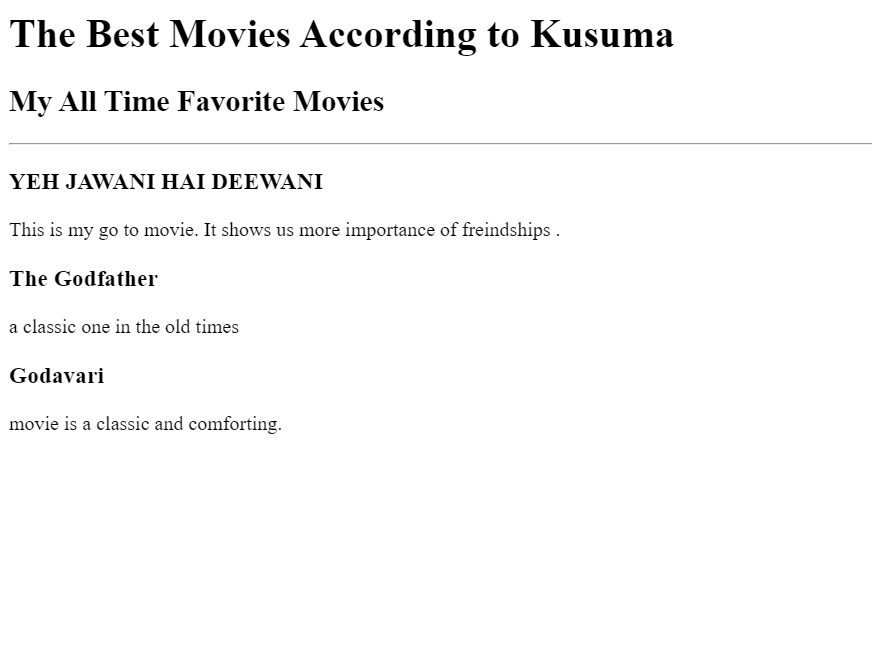 The Best Movies According to Kusuma
My All Time Favorite Movies
YEH JAWANI HAI DEEWANI
This is my go to movie. It shows us more importance of freindships .
The Godfather
a classic one in the old times
Godavari
movie is a classic and comforting.